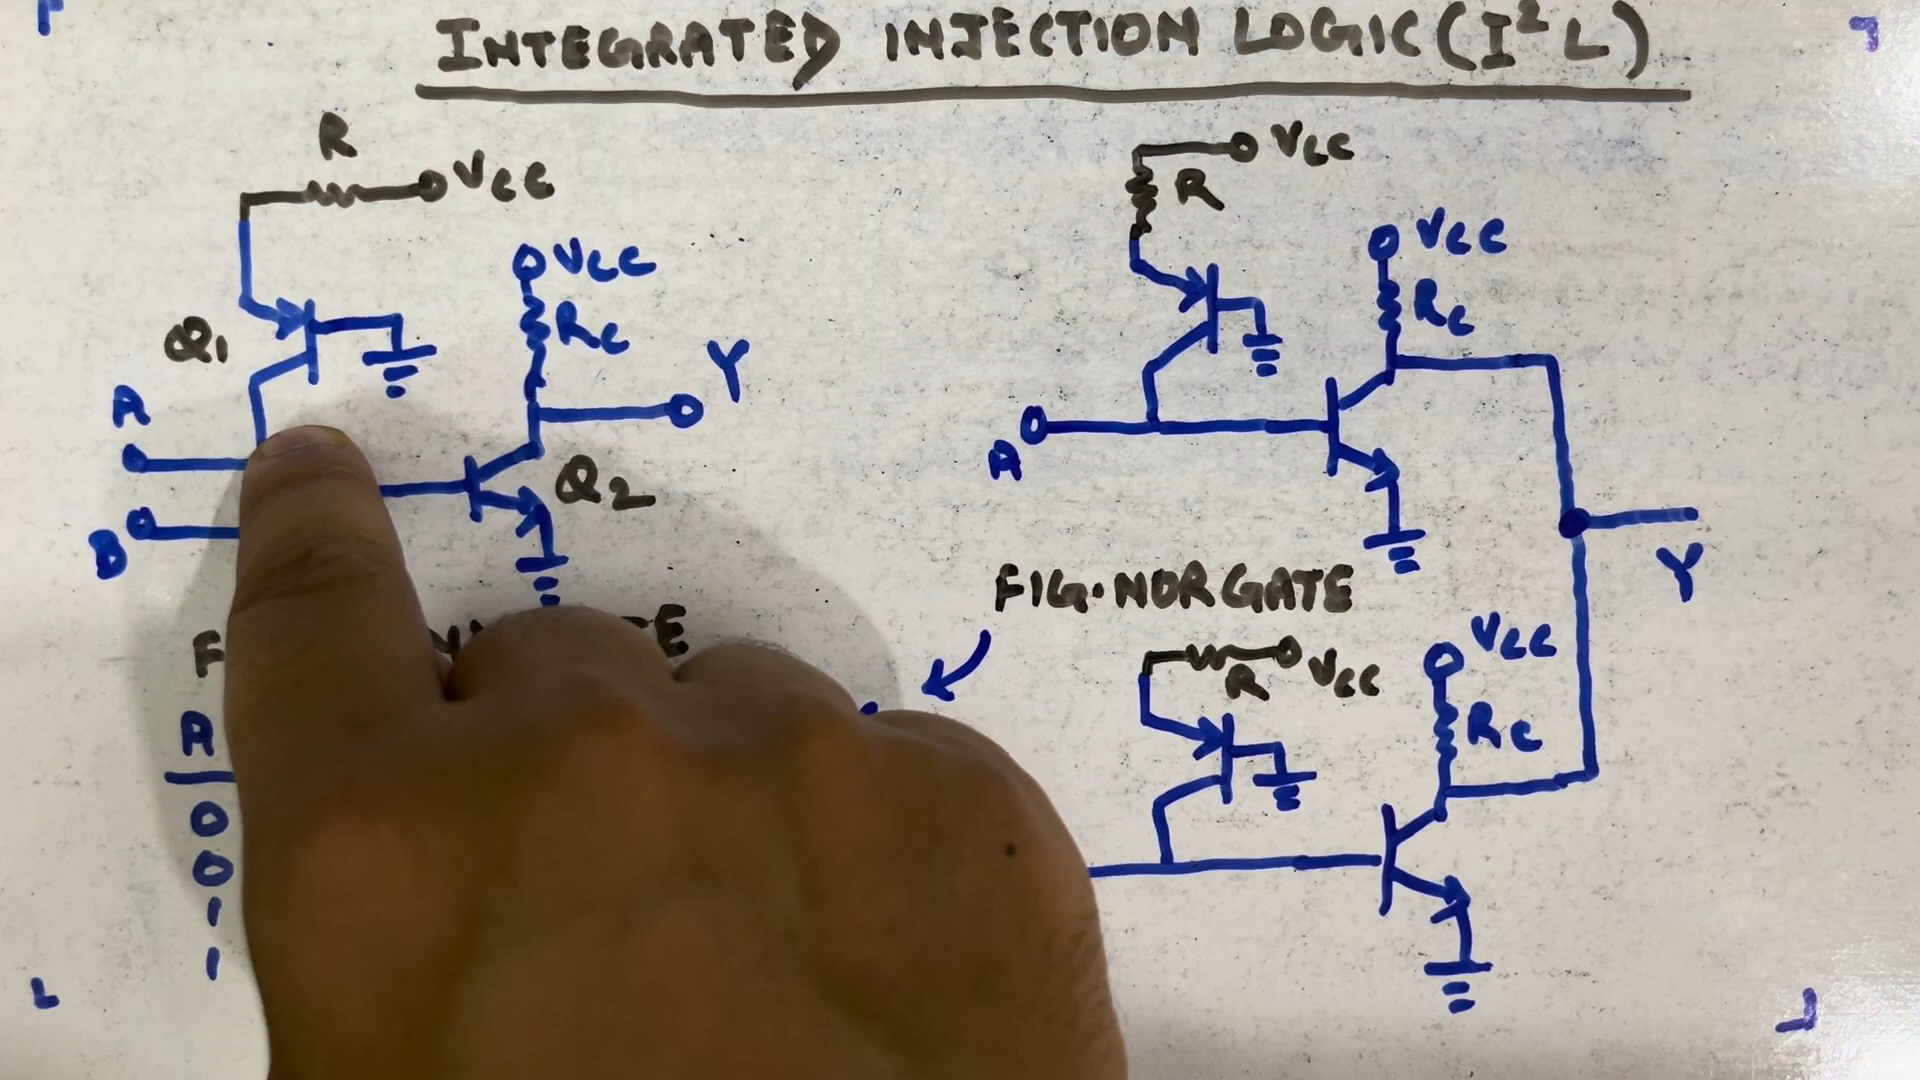 INTEGRATED INJECTION LOGIC (I²L)
R
VCC
VCC
RC
Q1
A
Y
B
Q2
A
0
0
1
1
VCC
R
VCC
RC
A
Y
FIG. NOR GATE
R
VCC
VCC
RC